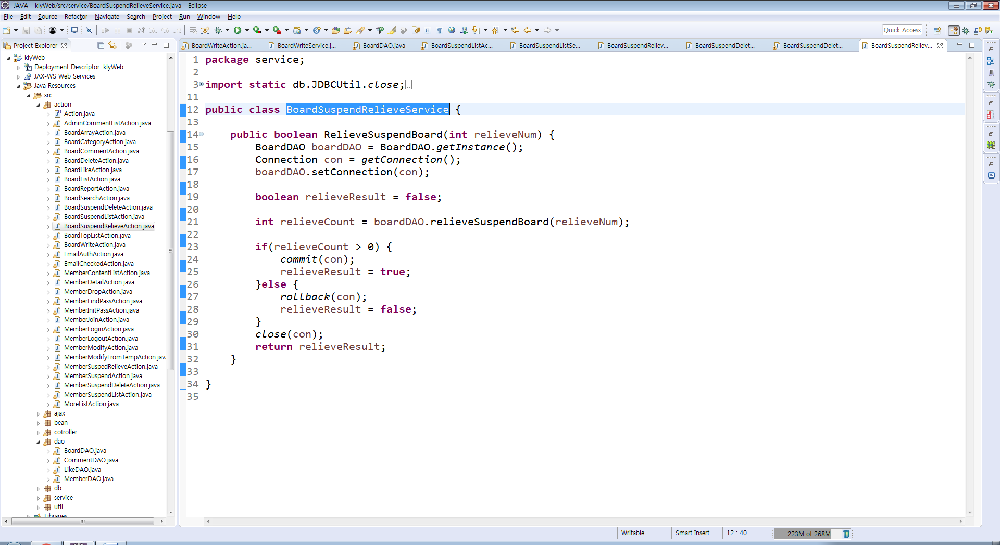 JAVA - klyWeb/src/service/BoardSuspendRelieveService.java - Eclipse
File Edit Source Refactor Navigate Search Project Run Window Help
Quick Access
Project Explorer
BoardWriteAction.ja...
BoardWriteService.j...
BoardDAO.java
BoardSuspendListAc...
BoardSuspendListSe...
BoardSuspendReliev...
BoardSuspendDelet...
BoardSuspendDelet...
BoardSuspendReliev...
klyWeb
Deployment Descriptor: klyWeb
JAX-WS Web Services
Java Resources
src
action
Action.java
AdminCommentListAction.java
BoardArrayAction.java
BoardCategoryAction.java
BoardCommentAction.java
BoardDeleteAction.java
BoardLikeAction.java
BoardListAction.java
BoardReportAction.java
BoardSearchAction.java
BoardSuspendDeleteAction.java
BoardSuspendListAction.java
BoardSuspendRelieveAction.java
BoardTopListAction.java
BoardWriteAction.java
EmailAuthAction.java
EmailCheckedAction.java
MemberContentListAction.java
MemberDetailAction.java
MemberDropAction.java
MemberFindPassAction.java
MemberInitPassAction.java
MemberJoinAction.java
MemberLoginAction.java
MemberLogoutAction.java
MemberModifyAction.java
MemberModifyFromTempAction.java
MemberSuspedRelieveAction.java
MemberSuspendAction.java
MemberSuspendDeleteAction.java
MemberSuspendListAction.java
MoreListAction.java
ajax
bean
cotroller
dao
BoardDAO.java
CommentDAO.java
LikeDAO.java
MemberDAO.java
db
service
util
Libraries
1 package service;
2
3 import static db.JDBCUtil.close;
11
12 public class BoardSuspendRelieveService {
13
14 public boolean RelieveSuspendBoard(int relieveNum) {
15 BoardDAO boardDAO = BoardDAO.getInstance();
16 Connection con = getConnection();
17 boardDAO.setConnection(con);
18
19 boolean relieveResult = false;
20
21 int relieveCount = boardDAO.relieveSuspendBoard(relieveNum);
22
23 if(relieveCount > 0) {
24 commit(con);
25 relieveResult = true;
26 }else {
27 rollback(con);
28 relieveResult = false;
29 }
30 close(con);
31 return relieveResult;
32 }
33
34 }
35
Writable Smart Insert 12 : 40 223M of 268M